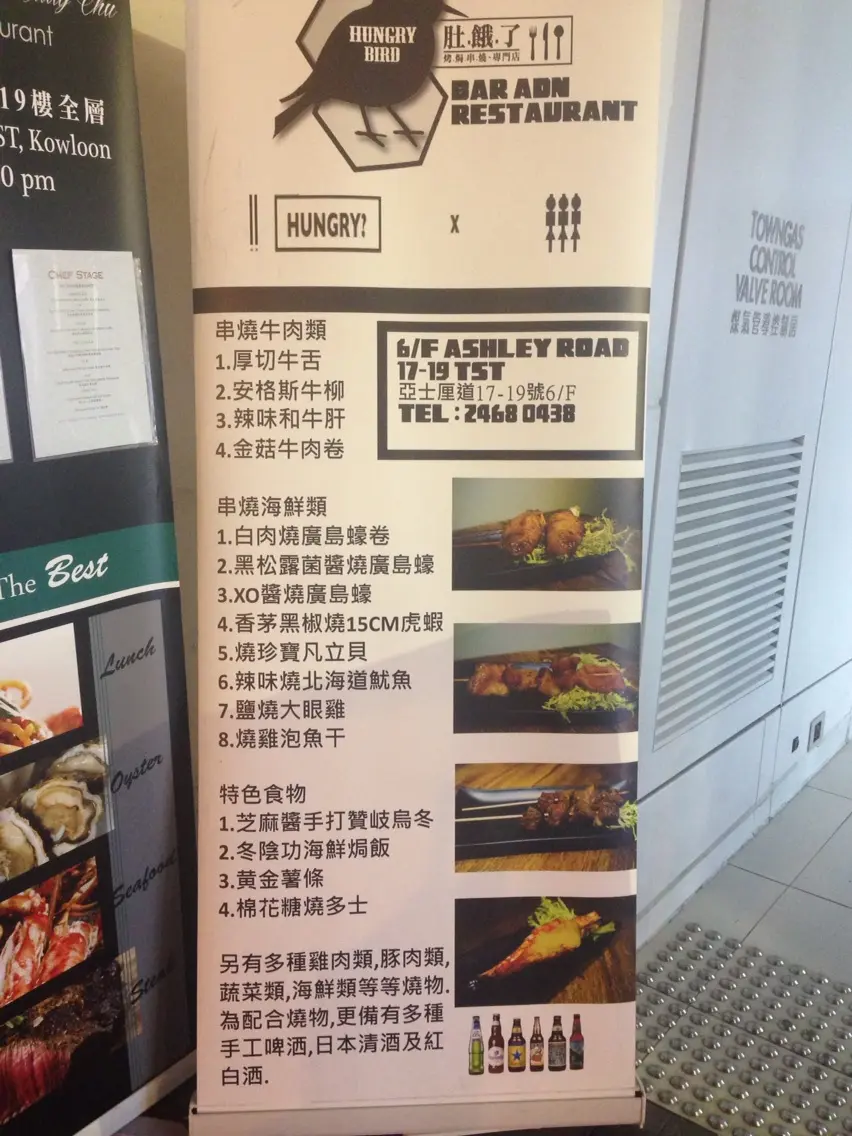 urant
19樓全層
ST, Kowloon
0 pm
CHEF STAGE
The Best
Lunch
Oyster
Seafood
Steak
HUNGRY
BIRD
肚.餓.了
烤.焗.串.燒.專門店
BAR ADN
RESTAURANT
HUNGRY?
X
串燒牛肉類
1.厚切牛舌
2.安格斯牛柳
3.辣味和牛肝
4.金菇牛肉卷
6/F ASHLEY ROAD
17-19 TST
亞士厘道17-19號6/F
TEL : 2468 0438
串燒海鮮類
1.白肉燒廣島蠔卷
2.黑松露菌醬燒廣島蠔
3.XO醬燒廣島蠔
4.香茅黑椒燒15CM虎蝦
5.燒珍寶凡立貝
6.辣味燒北海道魷魚
7.鹽燒大眼雞
8.燒雞泡魚干
特色食物
1.芝麻醬手打贊岐烏冬
2.冬陰功海鮮焗飯
3.黄金薯條
4.棉花糖燒多士
另有多種雞肉類,豚肉類,
蔬菜類,海鮮類等等燒物.
為配合燒物,更備有多種
手工啤洒,日本清酒及紅
白酒.
TOWNGAS
CONTROL
VALVE ROOM
煤氣管導控制房